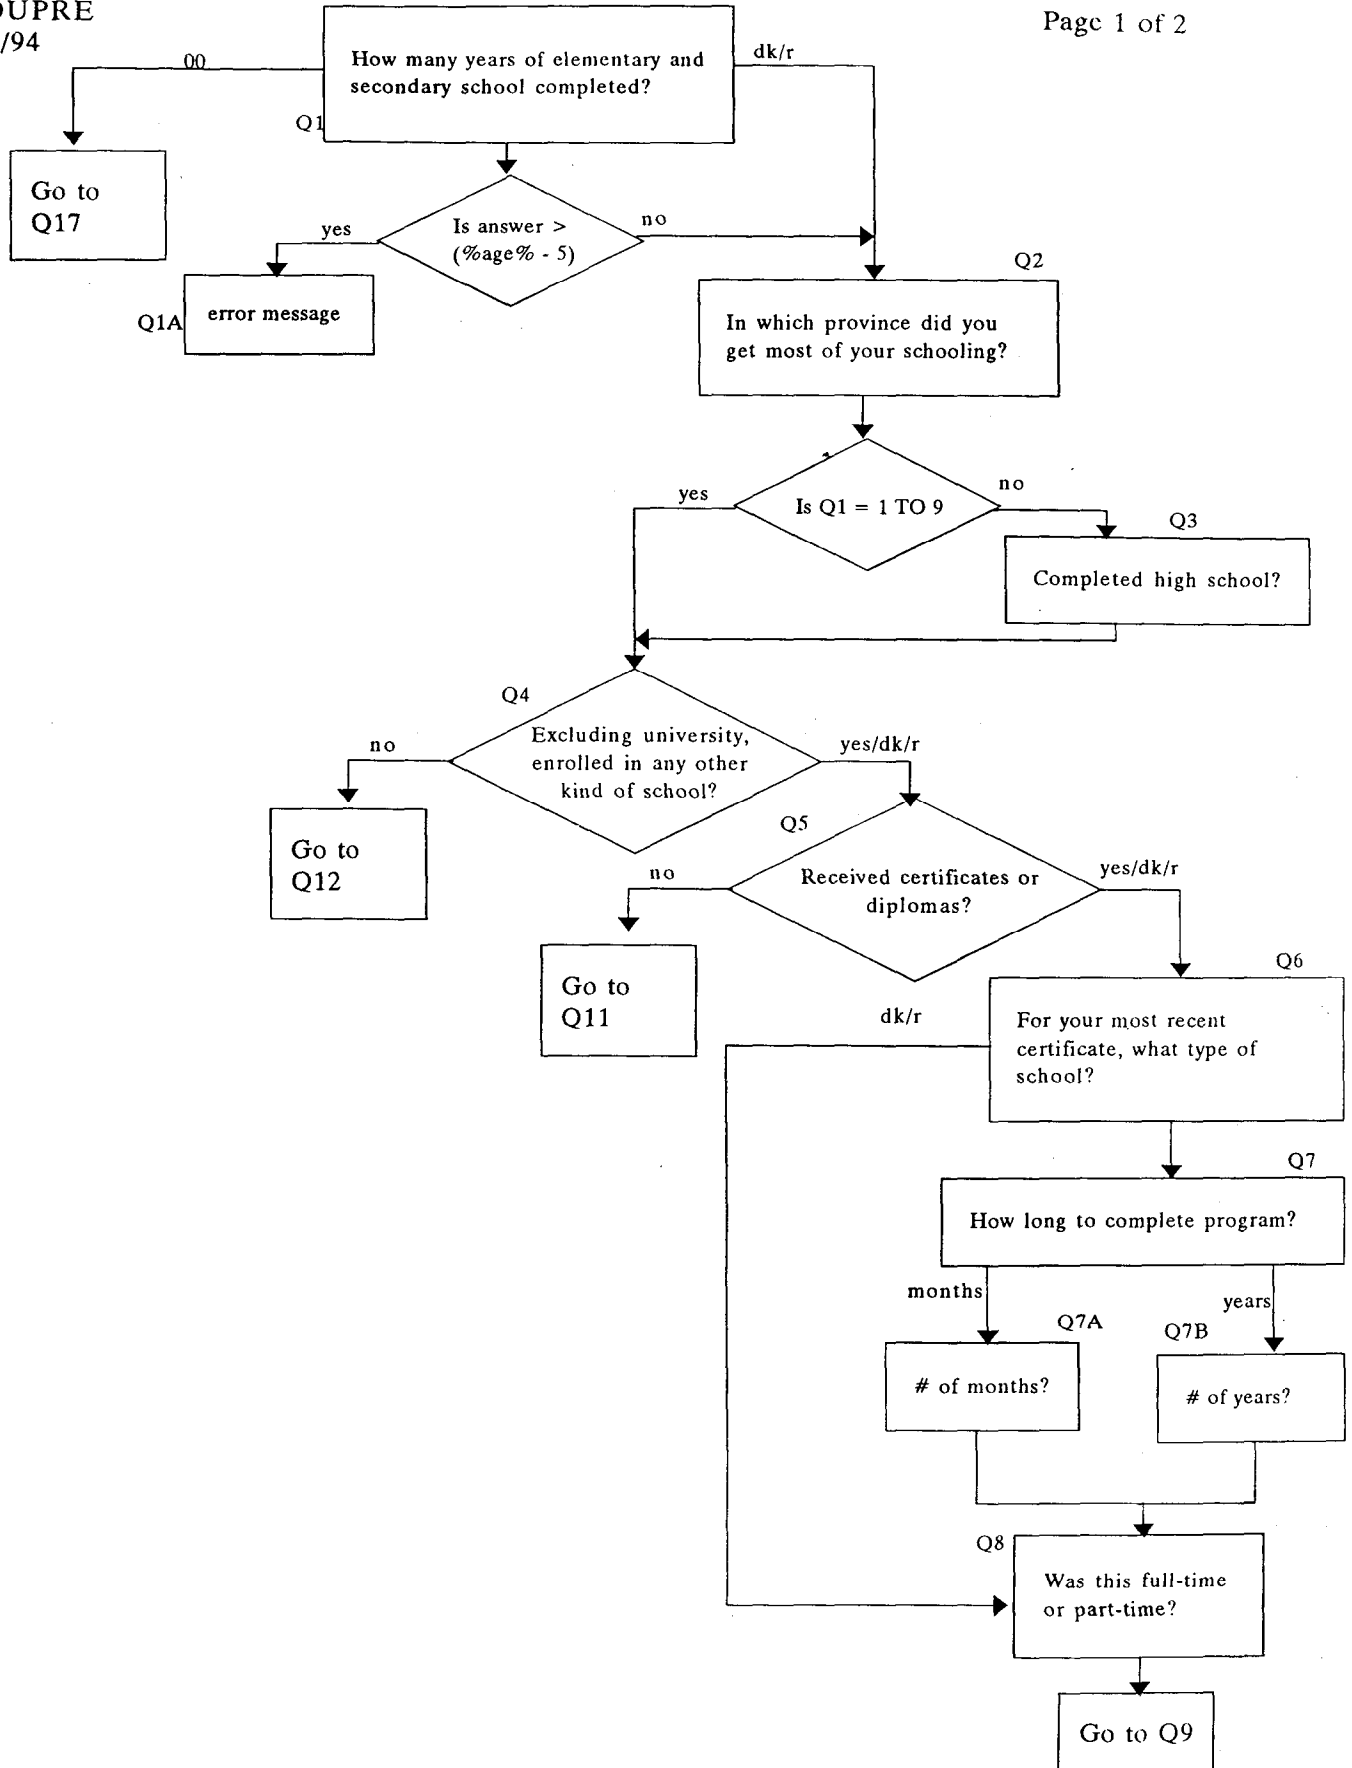 /94
Page 1 of 2
00
How many years of elementary and
secondary school completed?
dk/r
Q1
Go to
Q17
yes
Is answer >
(%age% - 5)
no
Q1A
error message
Q2
In which province did you
get most of your schooling?
yes
Is Q1 = 1 TO 9
no
Q3
Completed high school?
Q4
no
Excluding university,
enrolled in any other
kind of school?
yes/dk/r
Go to
Q12
Q5
no
Received certificates or
diplomas?
yes/dk/r
Go to
Q11
Q6
dk/r
For your most recent
certificate, what type of
school?
Q7
How long to complete program?
months
years
Q7A
Q7B
# of months?
# of years?
Q8
Was this full-time
or part-time?
Go to Q9